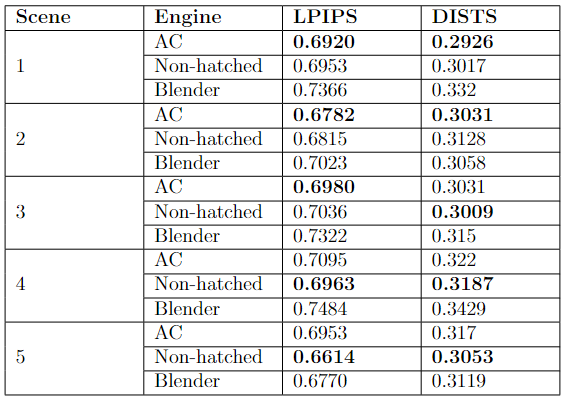 Scene Engine LPIPS DISTS
AC 0.6920 0.2926
1 Non-hatched 0.6953 0.3017
Blender 0.7366 0.332
AC 0.6782 0.3031
2 Non-hatched 0.6815 0.3128
Blender 0.7023 0.3058
AC 0.6980 0.3031
3 Non-hatched 0.7036 0.3009
Blender 0.7322 0.315
AC 0.7095 0.322
4 Non-hatched 0.6963 0.3187
Blender 0.7484 0.3429
AC 0.6953 0.317
5 Non-hatched 0.6614 0.3053
Blender 0.6770 0.3119